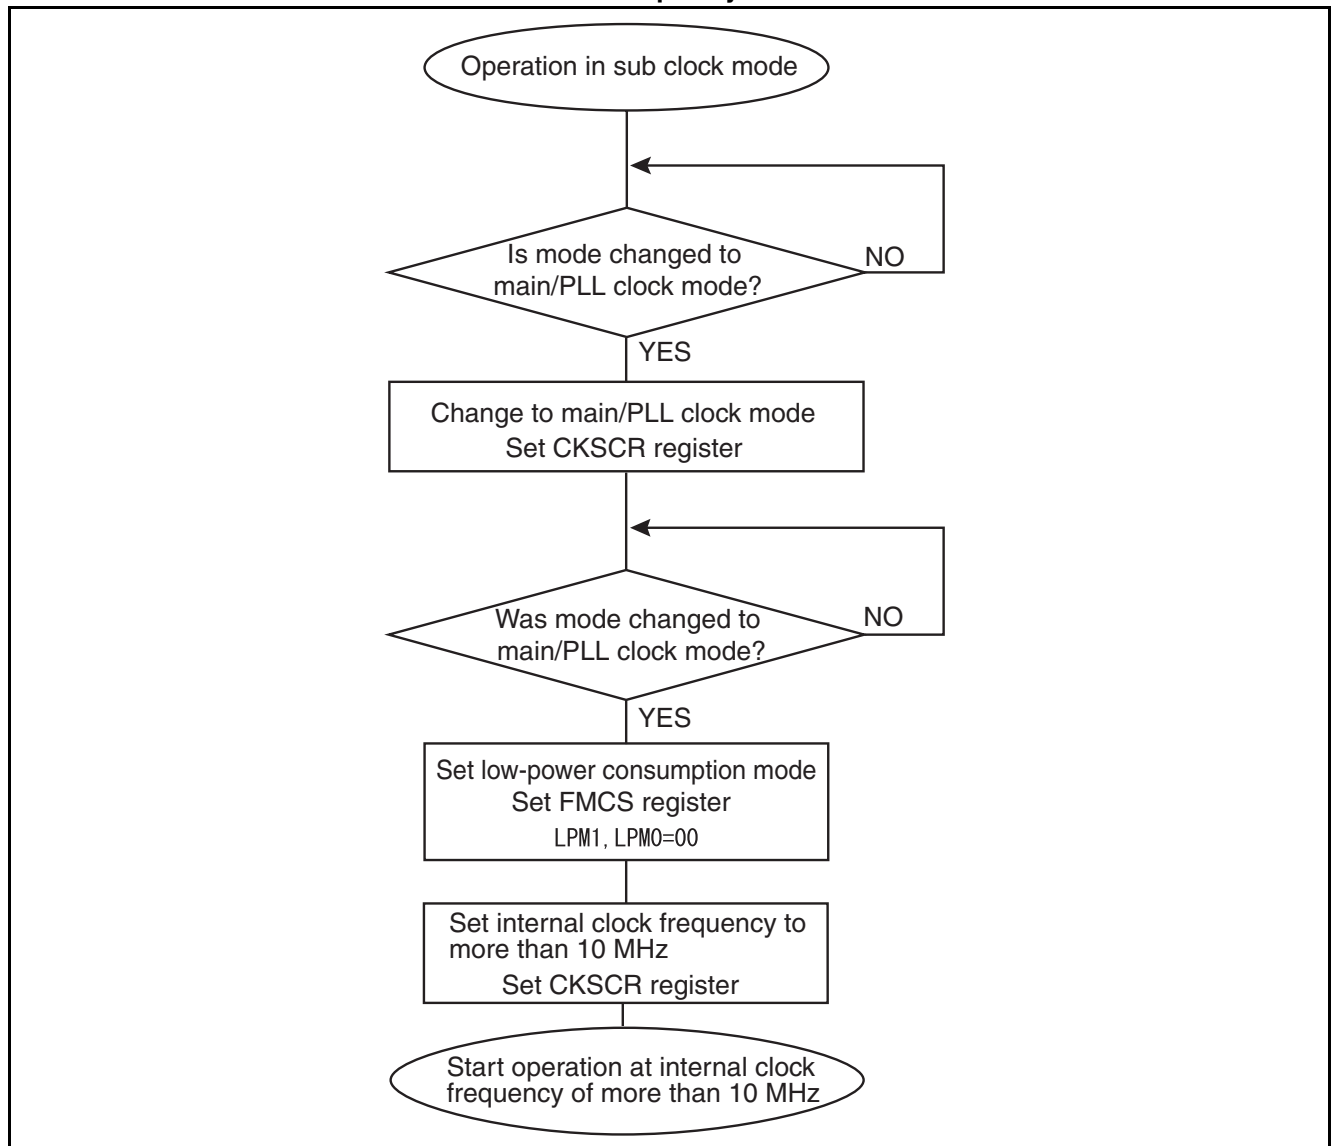 Operation in sub clock mode
Is mode changed to
main/PLL clock mode?
NO
YES
Change to main/PLL clock mode
Set CKSCR register
Was mode changed to
main/PLL clock mode?
NO
YES
Set low-power consumption mode
Set FMCS register
LPM1, LPM0=00
Set internal clock frequency to
more than 10 MHz
Set CKSCR register
Start operation at internal clock
frequency of more than 10 MHz